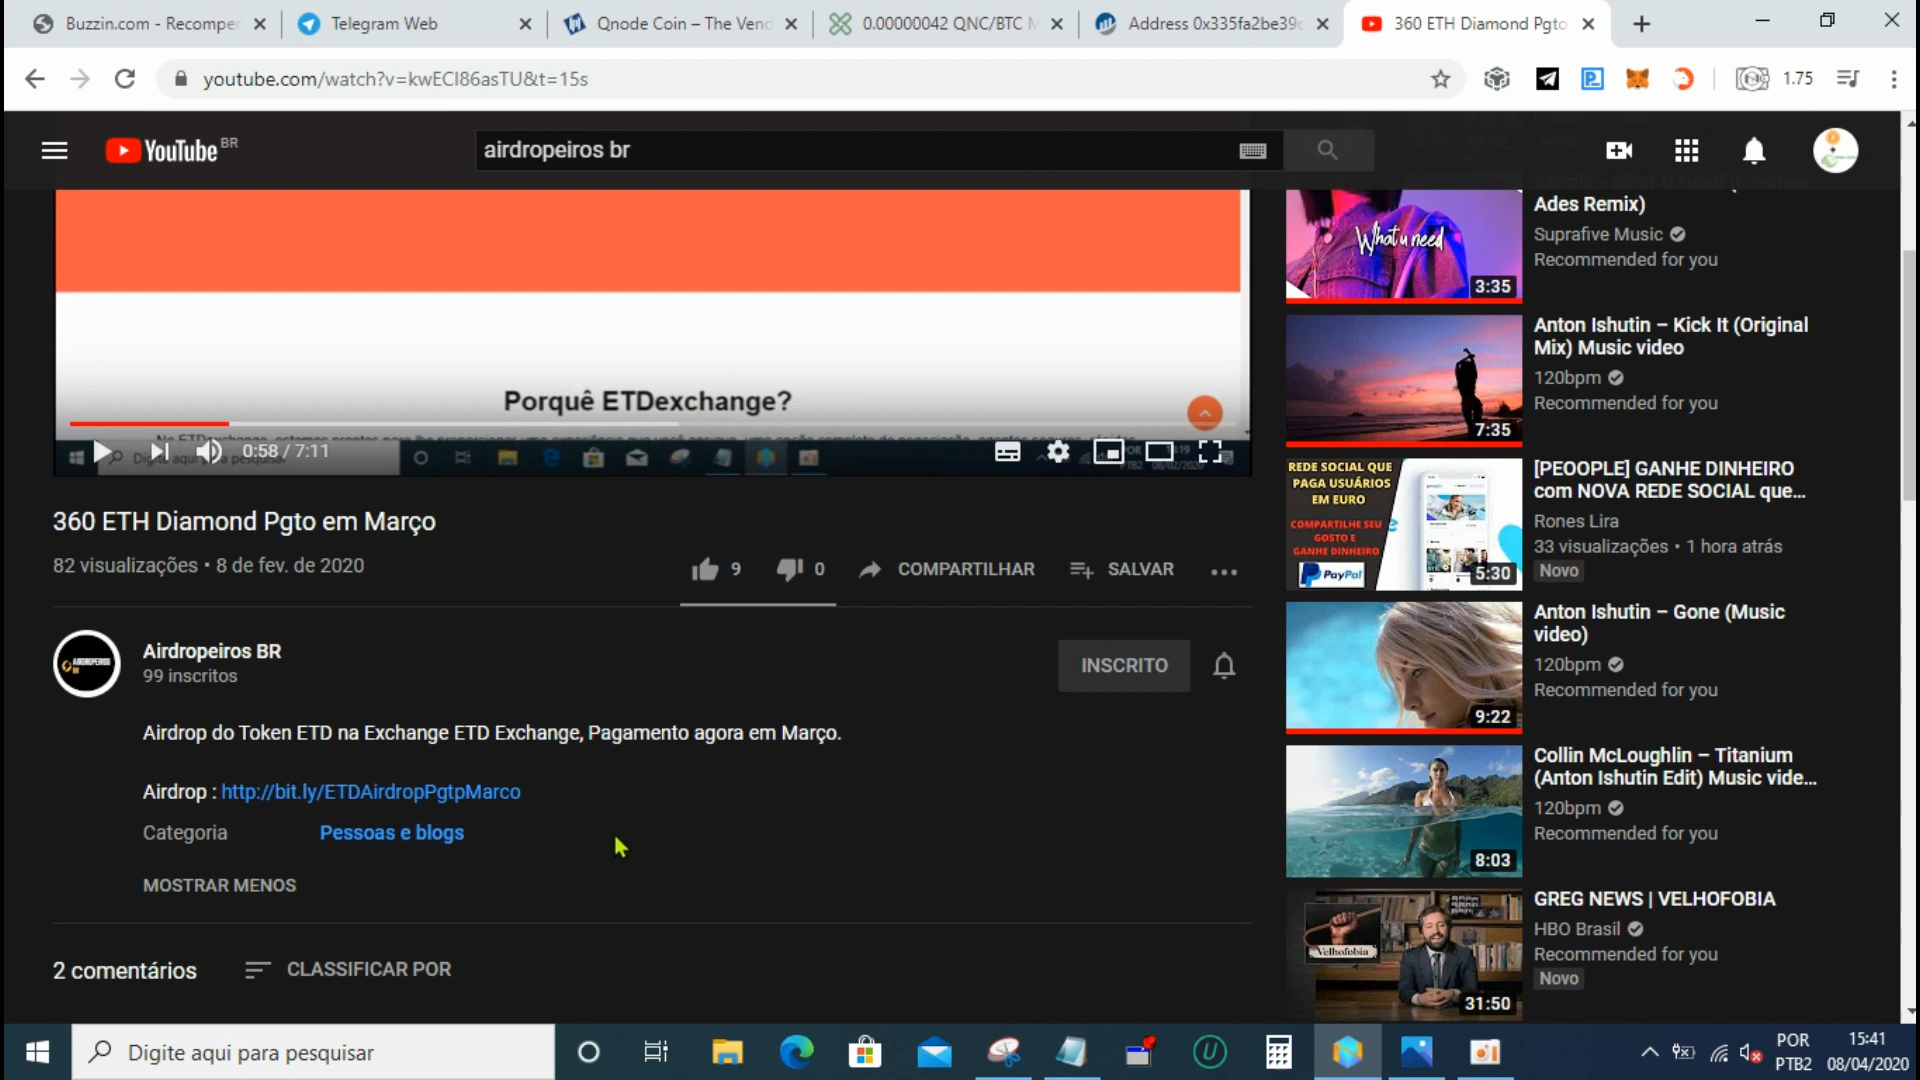 Buzzin.com - Recomper
Telegram Web
Qnode Coin – The Vend
0.00000042 QNC/BTC M
Address 0x335fa2be39c
360 ETH Diamond Pgto
youtube.com/watch?v=kwECI86asTU&t=15s
1.75
YouTube BR
airdropeiros br
Porquê ETDexchange?
0:58 / 7:11
360 ETH Diamond Pgto em Março
82 visualizações • 8 de fev. de 2020
9
0
COMPARTILHAR
SALVAR
Airdropeiros BR
99 inscritos
INSCRITO
Airdrop do Token ETD na Exchange ETD Exchange, Pagamento agora em Março.
Airdrop : http://bit.ly/ETDAirdropPgtpMarco
Categoria
Pessoas e blogs
MOSTRAR MENOS
2 comentários
CLASSIFICAR POR
Ades Remix)
Suprafive Music
Recommended for you
What u need
3:35
Anton Ishutin – Kick It (Original
Mix) Music video
120bpm
Recommended for you
7:35
REDE SOCIAL QUE
PAGA USUÁRIOS
EM EURO
COMPARTILHE SEU
GOSTO E
GANHE DINHEIRO
PayPal
5:30
[PEOOPLE] GANHE DINHEIRO
com NOVA REDE SOCIAL que...
Rones Lira
33 visualizações • 1 hora atrás
Novo
Anton Ishutin – Gone (Music
video)
120bpm
Recommended for you
9:22
Collin McLoughlin – Titanium
(Anton Ishutin Edit) Music vide...
120bpm
Recommended for you
8:03
GREG NEWS | VELHOFOBIA
HBO Brasil
Recommended for you
Novo
Velhofobia
31:50
Digite aqui para pesquisar
POR
PTB2
15:41
08/04/2020